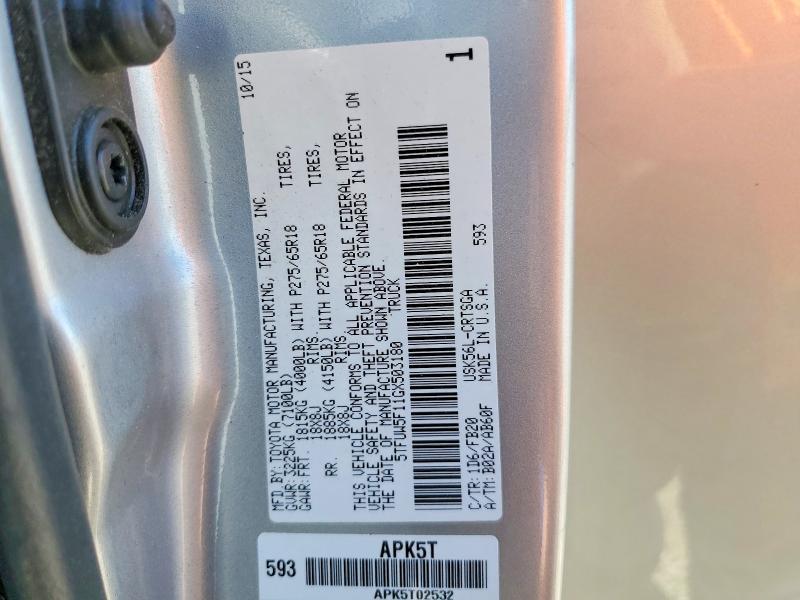 MFD.BY:TOYOTA MOTOR MANUFACTURING, TEXAS, INC. 10/15
GVWR: 3225KG (7100LB)
GAWR:FRT. 1815KG (4000LB) WITH P275/65R18 TIRES,
18X8J RIMS.
RR. 1885KG (4150LB) WITH P275/65R18 TIRES,
18X8J RIMS
THIS VEHICLE CONFORMS TO ALL APPLICABLE FEDERAL MOTOR
VEHICLE SAFETY AND THEFT PREVENTION STANDARDS IN EFFECT ON
THE DATE OF MANUFACTURE SHOWN ABOVE.
5TFUW5F11GX503180 TRUCK
1
C/TR: 1D6/FB20 USK56L-CRTSGA 593
A/TM: B02A/AB60F MADE IN U.S.A.
APK5T
593
APK5T02532